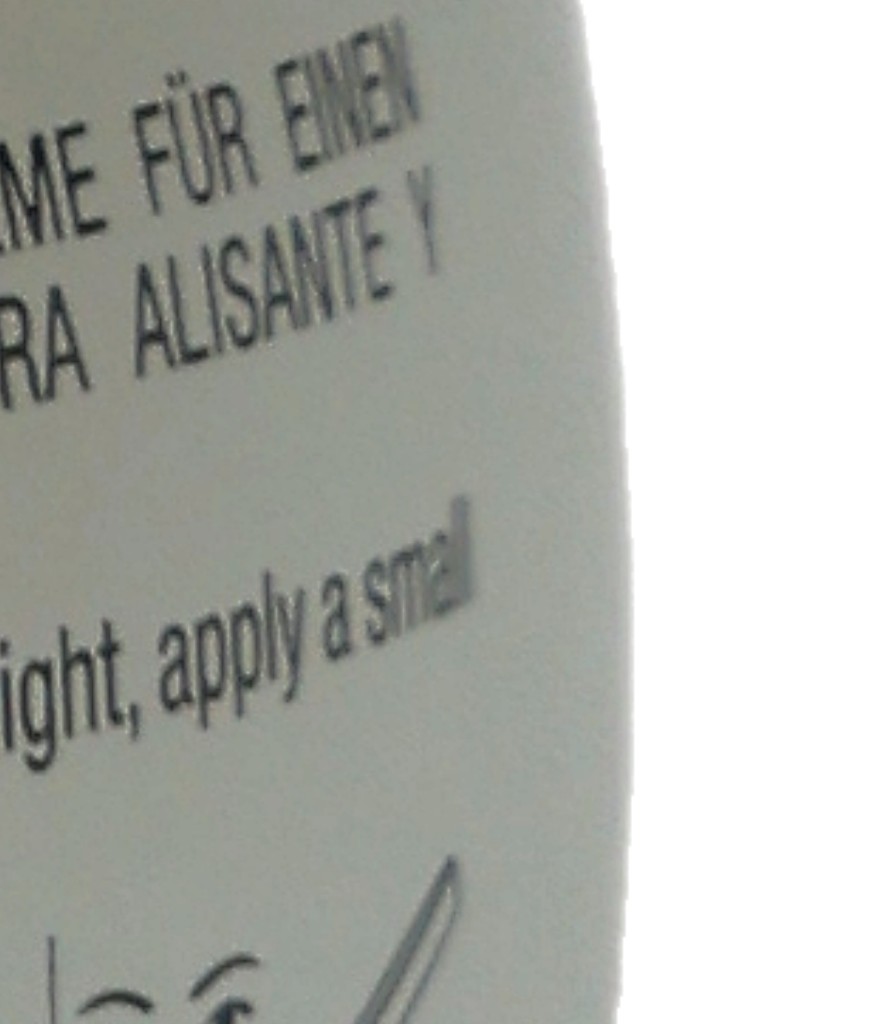 ME FÜR EINEN
RA ALISANTE Y
ight, apply a small